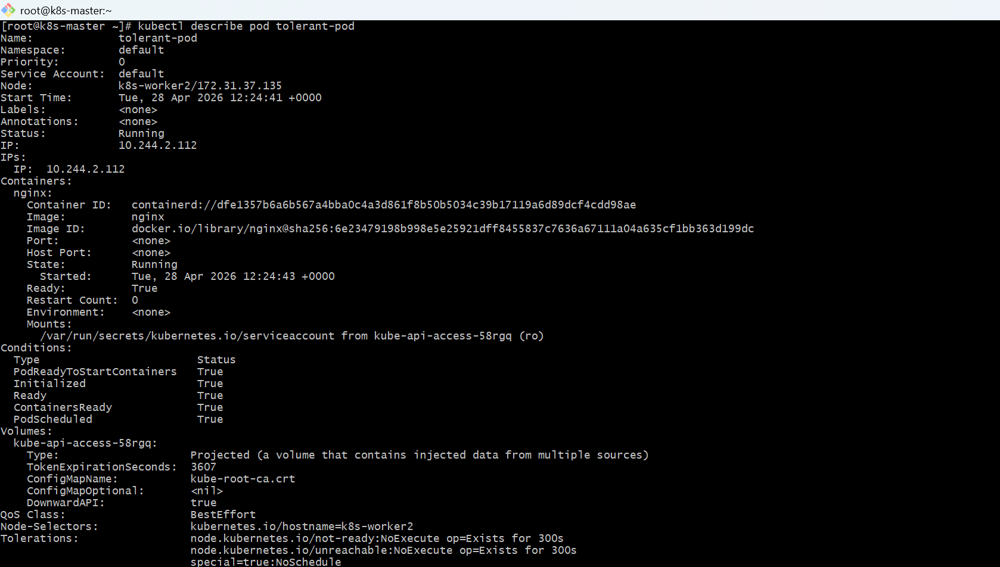 root@k8s-master:~
[root@k8s-master ~]# kubectl describe pod tolerant-pod
Name:             tolerant-pod
Namespace:        default
Priority:         0
Service Account:  default
Node:             k8s-worker2/172.31.37.135
Start Time:       Tue, 28 Apr 2026 12:24:41 +0000
Labels:           <none>
Annotations:      <none>
Status:           Running
IP:               10.244.2.112
IPs:
  IP:  10.244.2.112
Containers:
  nginx:
    Container ID:   containerd://dfe1357b6a6b567a4bba0c4a3d861f8b50b5034c39b17119a6d89dcf4cdd98ae
    Image:          nginx
    Image ID:       docker.io/library/nginx@sha256:6e23479198b998e5e25921dff8455837c7636a67111a04a635cf1bb363d199dc
    Port:           <none>
    Host Port:      <none>
    State:          Running
      Started:      Tue, 28 Apr 2026 12:24:43 +0000
    Ready:          True
    Restart Count:  0
    Environment:    <none>
    Mounts:
      /var/run/secrets/kubernetes.io/serviceaccount from kube-api-access-58rgq (ro)
Conditions:
  Type                        Status
  PodReadyToStartContainers   True
  Initialized                 True
  Ready                       True
  ContainersReady             True
  PodScheduled                True
Volumes:
  kube-api-access-58rgq:
    Type:                    Projected (a volume that contains injected data from multiple sources)
    TokenExpirationSeconds:  3607
    ConfigMapName:           kube-root-ca.crt
    ConfigMapOptional:       <nil>
    DownwardAPI:             true
QoS Class:                   BestEffort
Node-Selectors:              kubernetes.io/hostname=k8s-worker2
Tolerations:                 node.kubernetes.io/not-ready:NoExecute op=Exists for 300s
                             node.kubernetes.io/unreachable:NoExecute op=Exists for 300s
                             special=true:NoSchedule